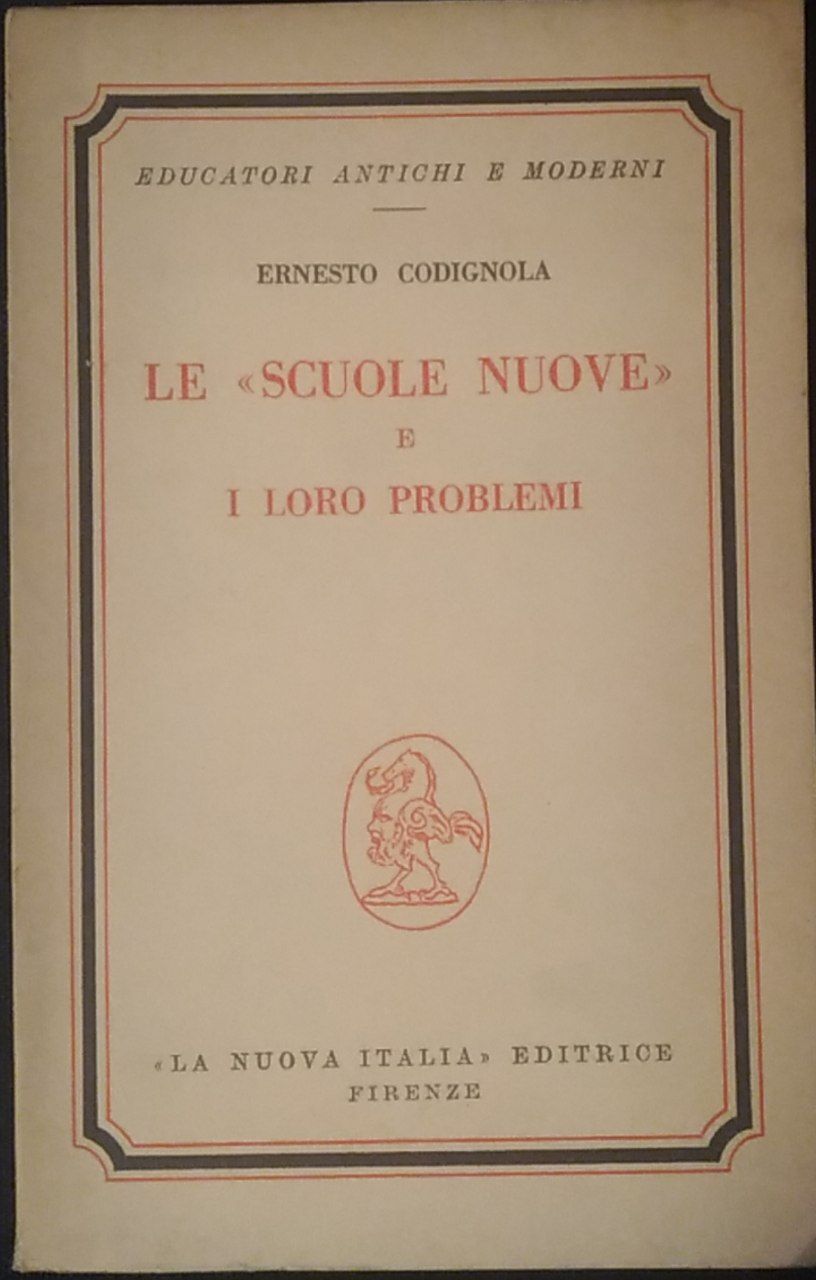 EDUCATORI ANTICHI E MODERNI
ERNESTO CODIGNOLA
LE «SCUOLE NUOVE»
E
I LORO PROBLEMI
«LA NUOVA ITALIA» EDITRICE
FIRENZE